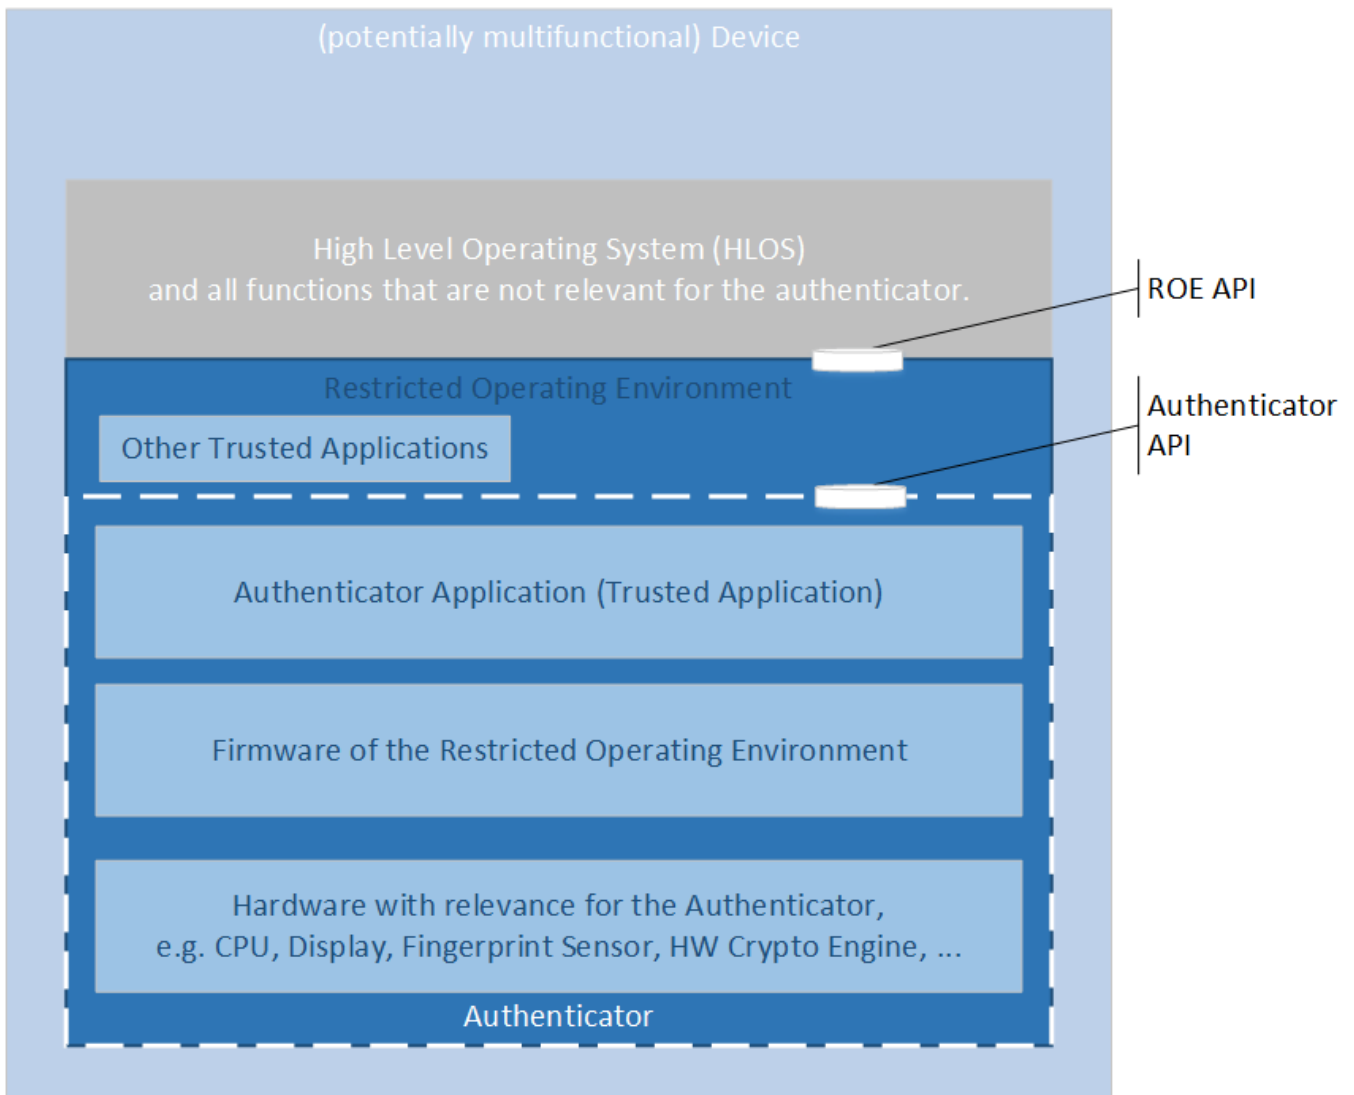 (potentially multifunctional) Device
High Level Operating System (HLOS)
and all functions that are not relevant for the authenticator.
ROE API
Restricted Operating Environment
Authenticator
API
Other Trusted Applications
Authenticator Application (Trusted Application)
Firmware of the Restricted Operating Environment
Hardware with relevance for the Authenticator,
e.g. CPU, Display, Fingerprint Sensor, HW Crypto Engine, ...
Authenticator